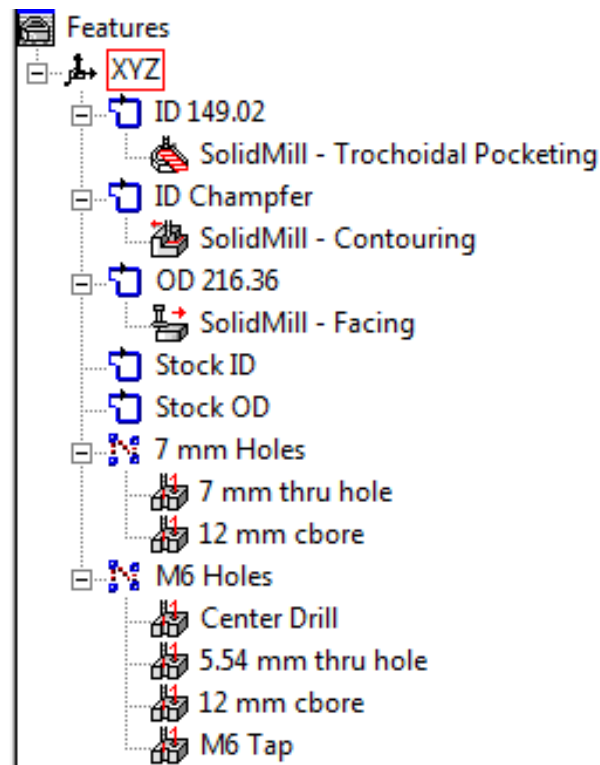 Features
XYZ
ID 149.02
SolidMill - Trochoidal Pocketing
ID Champfer
SolidMill - Contouring
OD 216.36
SolidMill - Facing
Stock ID
Stock OD
7 mm Holes
7 mm thru hole
12 mm cbore
M6 Holes
Center Drill
5.54 mm thru hole
12 mm cbore
M6 Tap